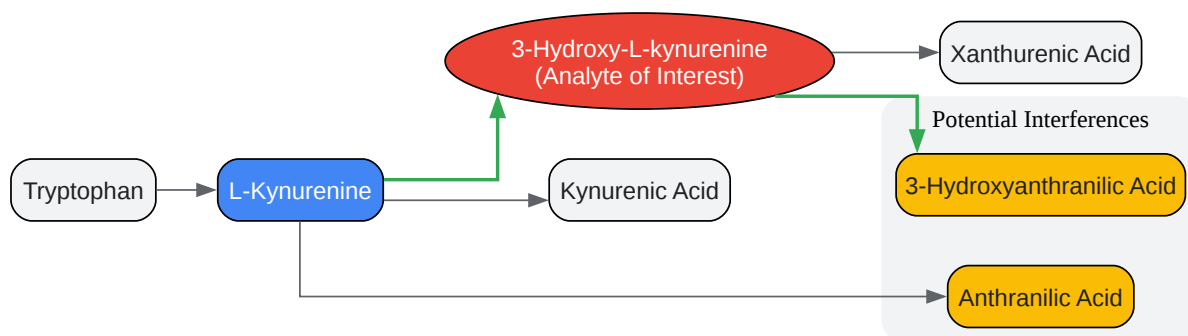 3-Hydroxy-L-kynurenine
(Analyte of Interest)
Xanthurenic Acid
Potential Interferences
Tryptophan
L-Kynurenine
Kynurenic Acid
3-Hydroxyanthranilic Acid
Anthranilic Acid